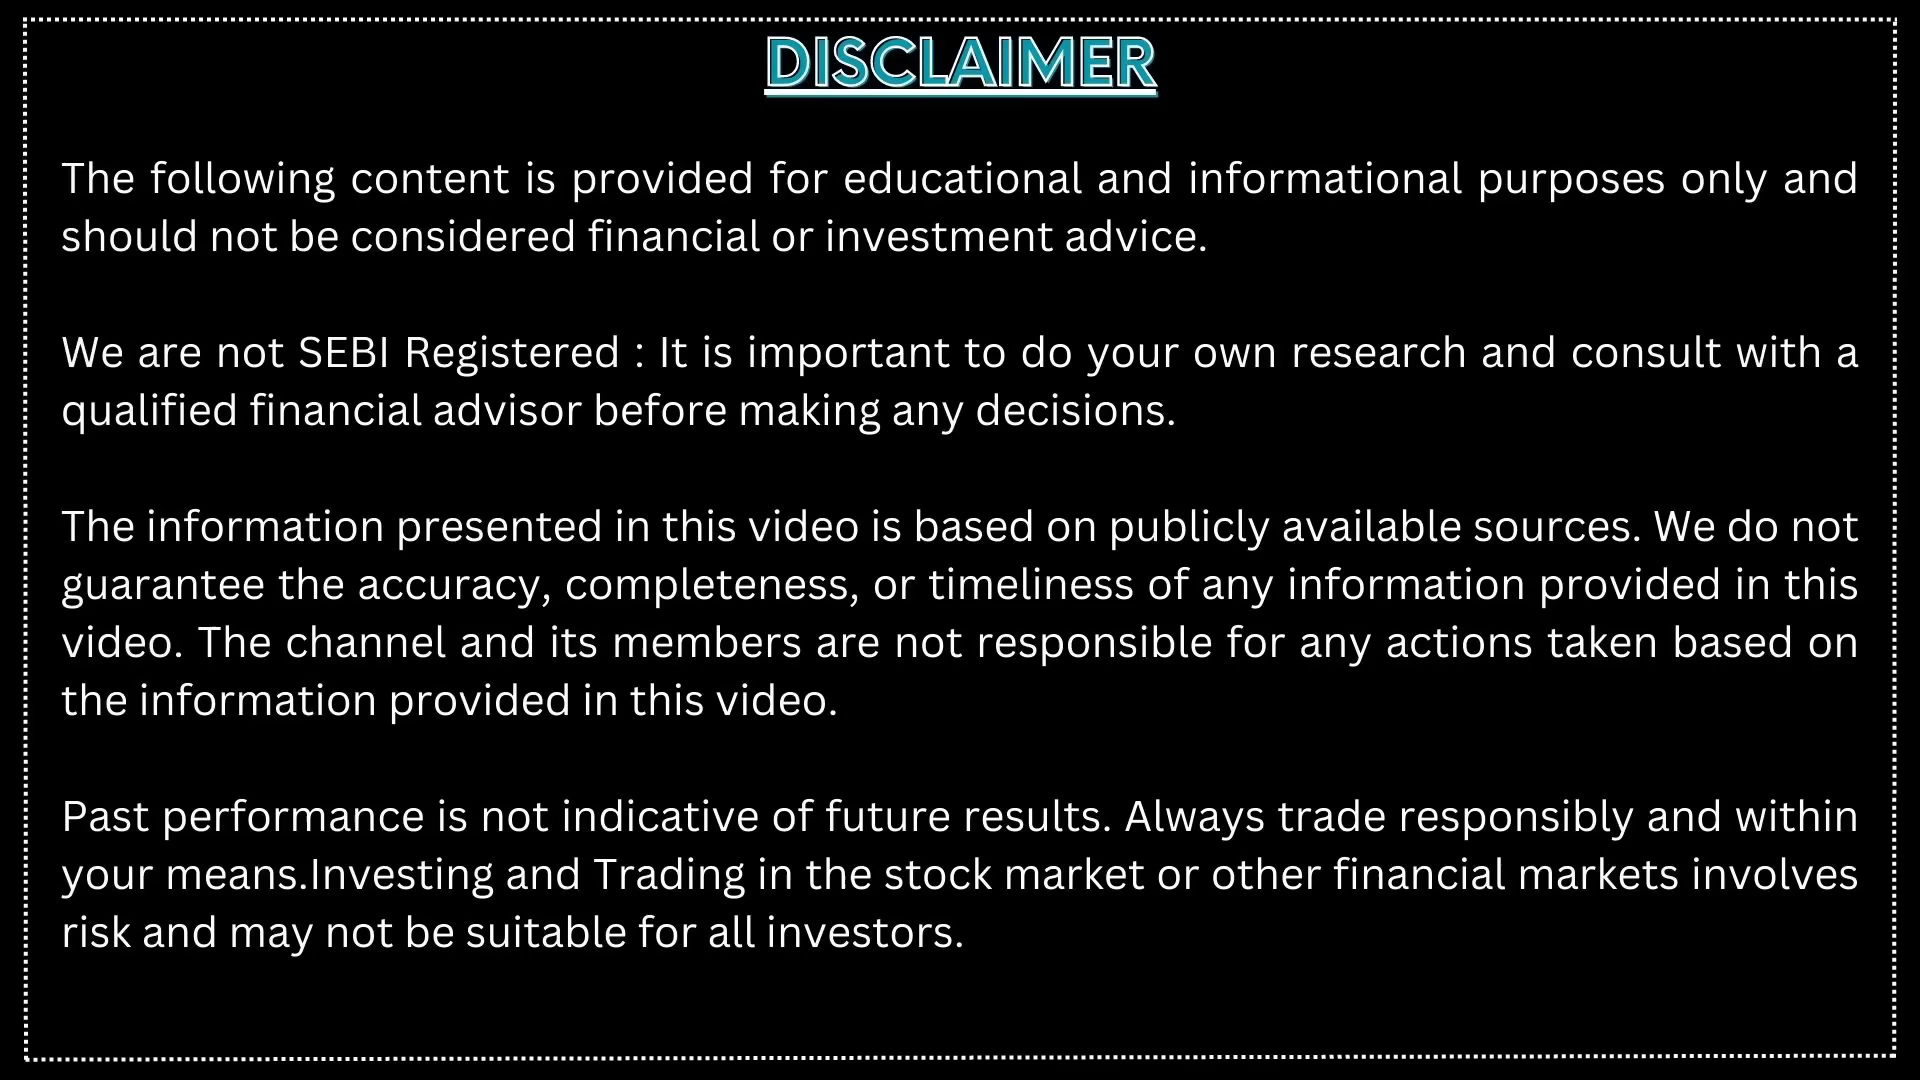 DISCLAIMER
The following content is provided for educational and informational purposes only and
should not be considered financial or investment advice.
We are not SEBI Registered : It is important to do your own research and consult with a
qualified financial advisor before making any decisions.
The information presented in this video is based on publicly available sources. We do not
guarantee the accuracy, completeness, or timeliness of any information provided in this
video. The channel and its members are not responsible for any actions taken based on
the information provided in this video.
Past performance is not indicative of future results. Always trade responsibly and within
your means.Investing and Trading in the stock market or other financial markets involves
risk and may not be suitable for all investors.